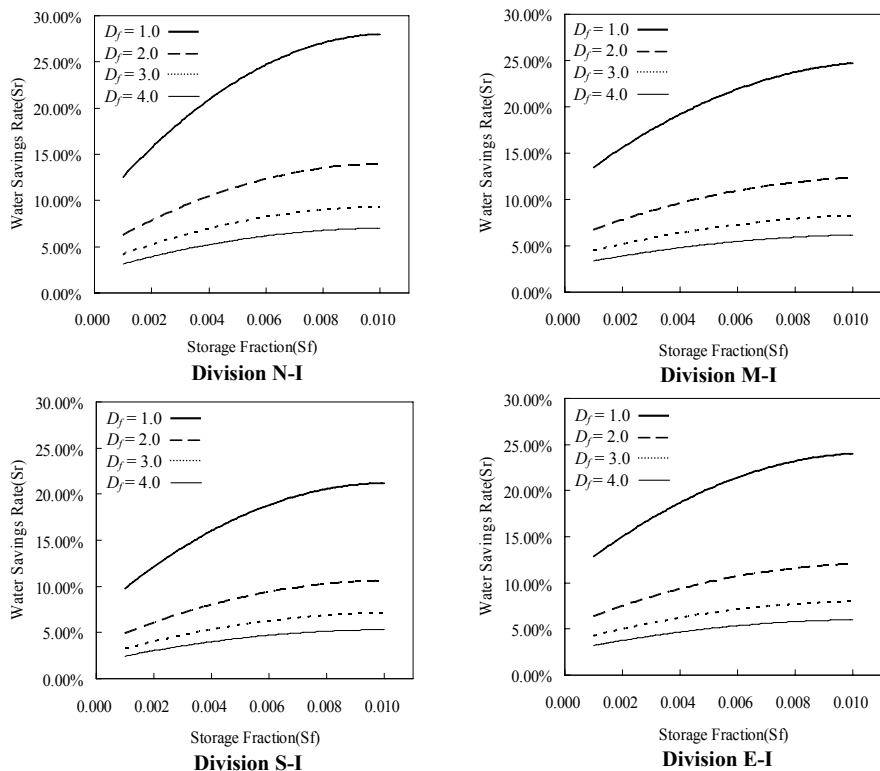 30.00%
25.00%
20.00%
15.00%
10.00%
5.00%
0.00%
Water Savings Rate(Sr)
Df = 1.0
Df = 2.0
Df = 3.0
Df = 4.0
0.000 0.002 0.004 0.006 0.008 0.010
Storage Fraction(Sf)
Division N-I
30.00%
25.00%
20.00%
15.00%
10.00%
5.00%
0.00%
Water Savings Rate(Sr)
Df = 1.0
Df = 2.0
Df = 3.0
Df = 4.0
0.000 0.002 0.004 0.006 0.008 0.010
Storage Fraction(Sf)
Division M-I
30.00%
25.00%
20.00%
15.00%
10.00%
5.00%
0.00%
Water Savings Rate(Sr)
Df = 1.0
Df = 2.0
Df = 3.0
Df = 4.0
0.000 0.002 0.004 0.006 0.008 0.010
Storage Fraction(Sf)
Division S-I
30.00%
25.00%
20.00%
15.00%
10.00%
5.00%
0.00%
Water Savings Rate(Sr)
Df = 1.0
Df = 2.0
Df = 3.0
Df = 4.0
0.000 0.002 0.004 0.006 0.008 0.010
Storage Fraction(Sf)
Division E-I